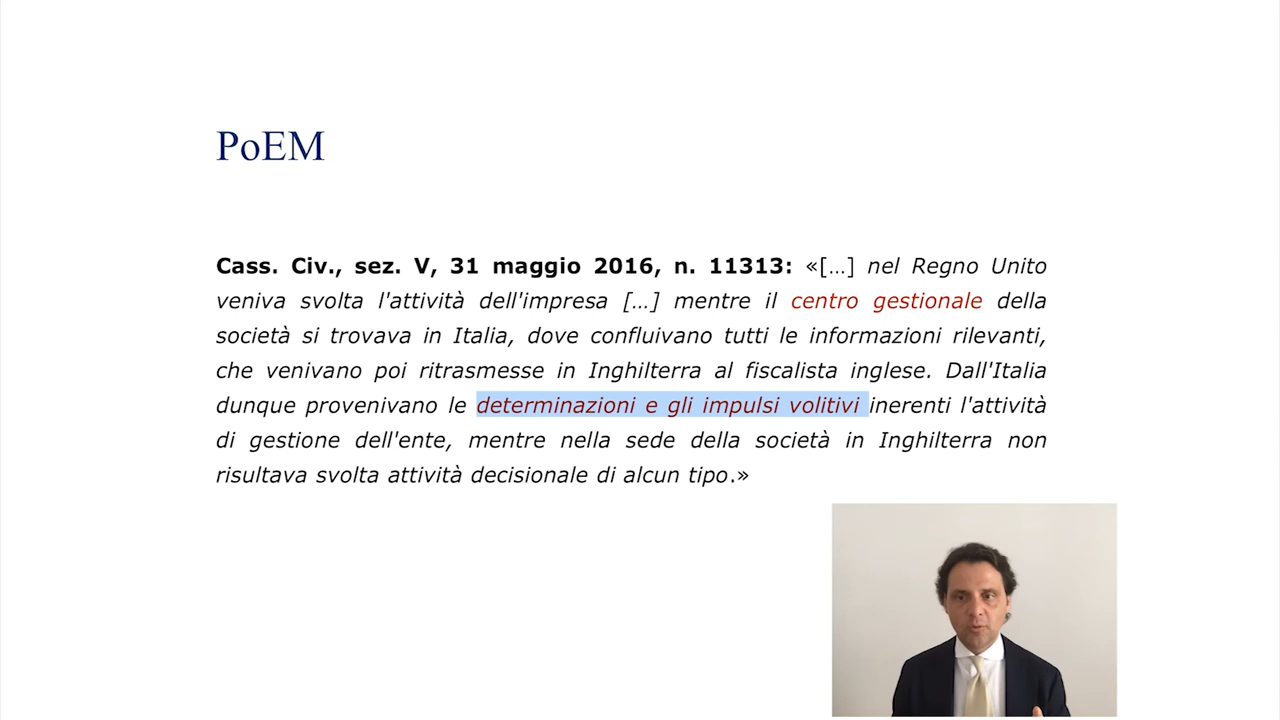 PoEM
Cass. Civ., sez. V, 31 maggio 2016, n. 11313: «[…] nel Regno Unito
veniva svolta l'attività dell'impresa […] mentre il centro gestionale della
società si trovava in Italia, dove confluivano tutti le informazioni rilevanti,
che venivano poi ritrasmesse in Inghilterra al fiscalista inglese. Dall'Italia
dunque provenivano le determinazioni e gli impulsi volitivi inerenti l'attività
di gestione dell'ente, mentre nella sede della società in Inghilterra non
risultava svolta attività decisionale di alcun tipo.»